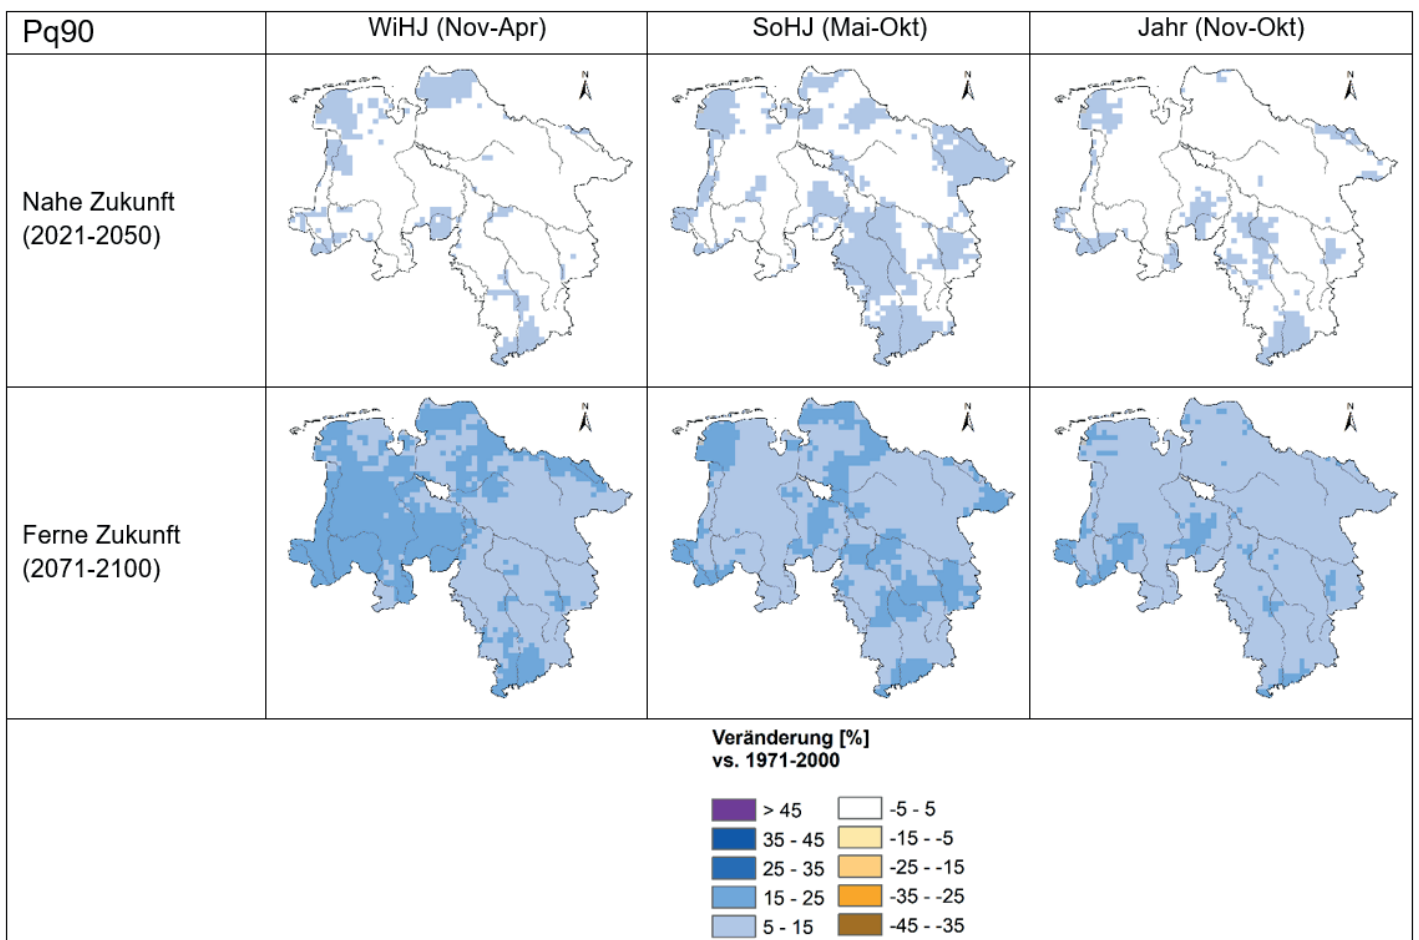 Pq90
WiHJ (Nov-Apr)
SoHJ (Mai-Okt)
Jahr (Nov-Okt)
Nahe Zukunft
(2021-2050)
N
N
N
Ferne Zukunft
(2071-2100)
N
N
N
Veränderung [%]
vs. 1971-2000
> 45
-5 - 5
35 - 45
-15 - -5
25 - 35
-25 - -15
15 - 25
-35 - -25
5 - 15
-45 - -35